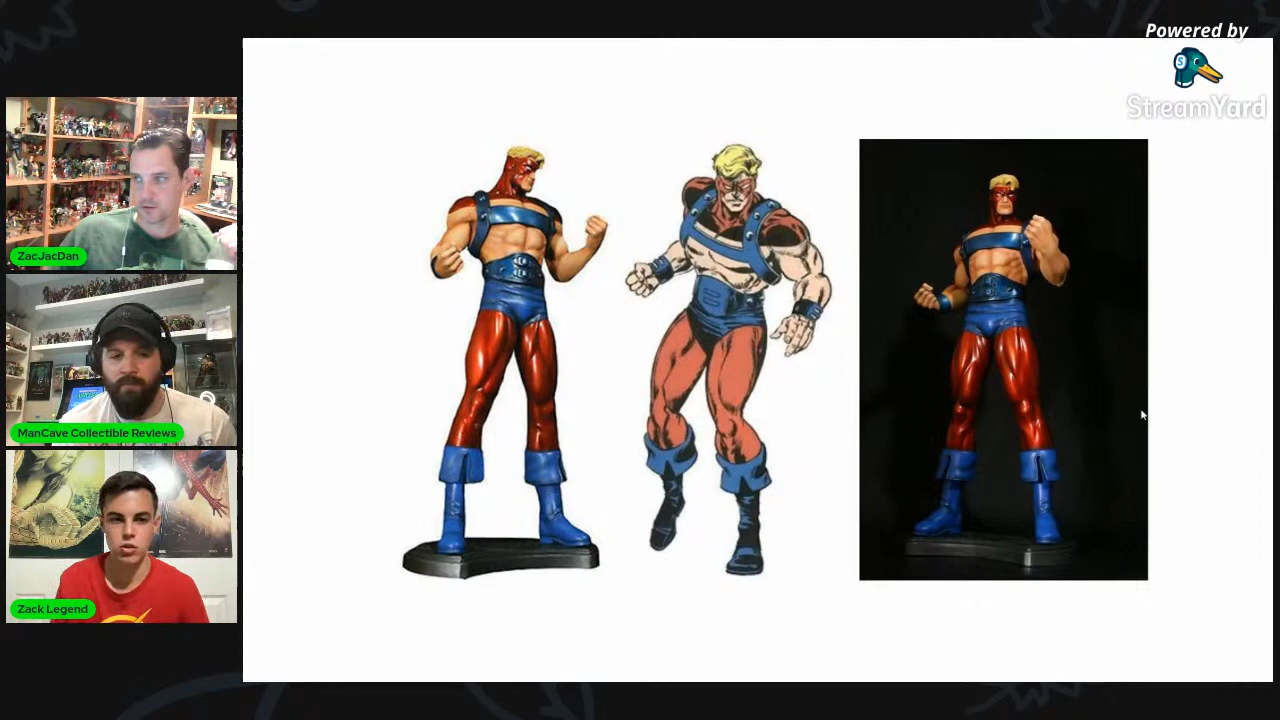 Powered by
StreamYard
ZacJacDan
ManCave Collectible Reviews
Zack Legend